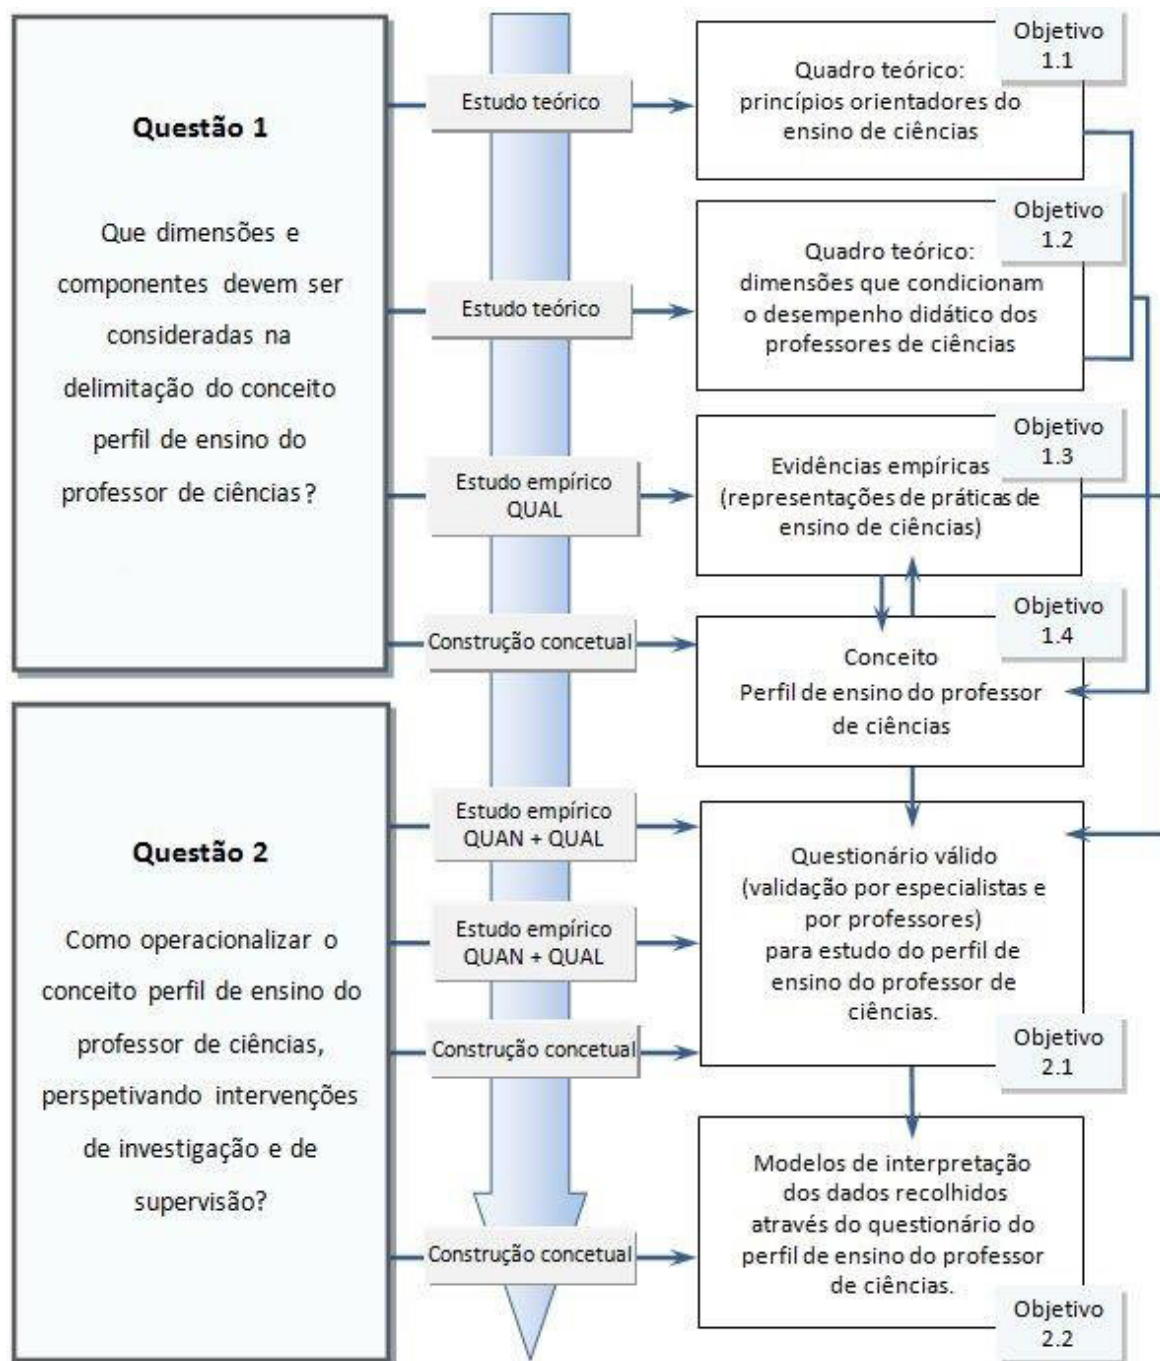 Questão 1
Que dimensões e
componentes devem ser
consideradas na
delimitação do conceito
perfil de ensino do
professor de ciências?
Estudo teórico
Objetivo
1.1
Quadro teórico:
princípios orientadores do
ensino de ciências
Estudo teórico
Objetivo
1.2
Quadro teórico:
dimensões que condicionam
o desempenho didático dos
professores de ciências
Estudo empírico
QUAL
Objetivo
1.3
Evidências empíricas
(representações de práticas de
ensino de ciências)
Construção concetual
Objetivo
1.4
Conceito
Perfil de ensino do professor
de ciências
Questão 2
Como operacionalizar o
conceito perfil de ensino do
professor de ciências,
perspetivando intervenções
de investigação e de
supervisão?
Estudo empírico
QUAN + QUAL
Estudo empírico
QUAN + QUAL
Construção concetual
Questionário válido
(validação por especialistas e
por professores)
para estudo do perfil de
ensino do professor de
ciências.
Objetivo
2.1
Construção concetual
Modelos de interpretação
dos dados recolhidos
através do questionário do
perfil de ensino do professor
de ciências.
Objetivo
2.2